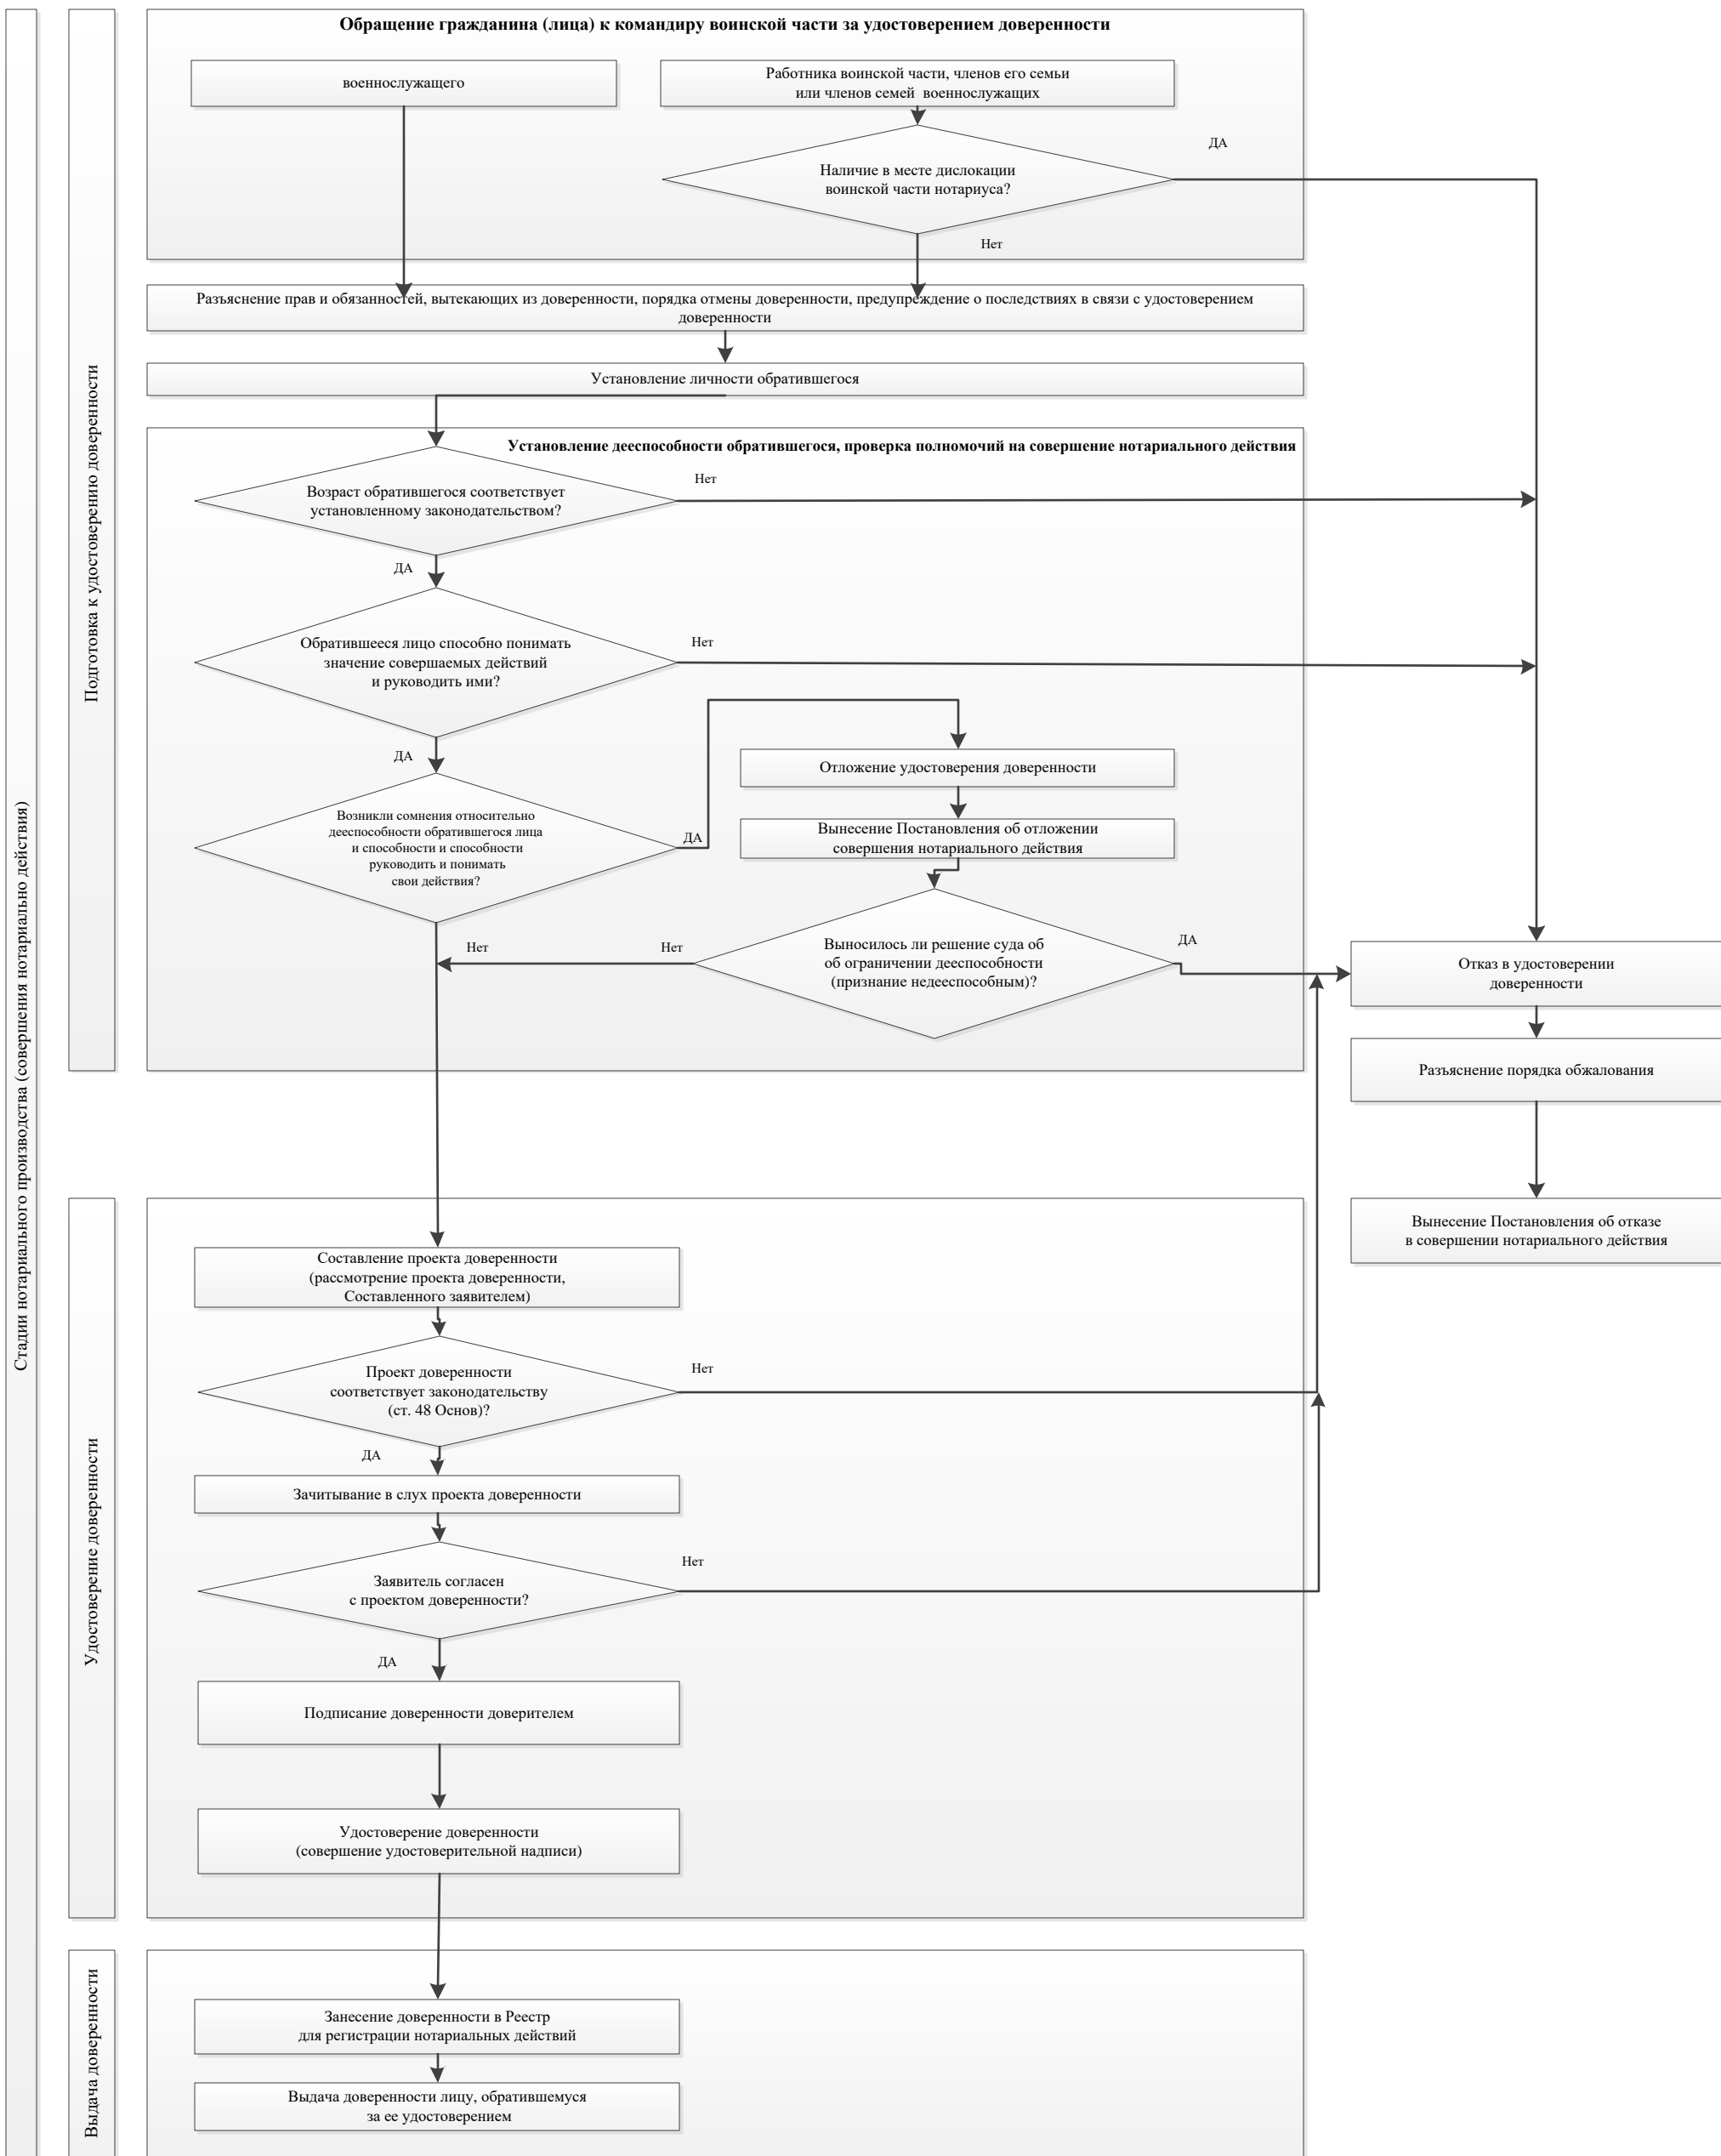 Стадии нотариального производства (совершения нотариально действия)
Подготовка к удостоверению доверенности
Обращение гражданина (лица) к командиру воинской части за удостоверением доверенности
военнослужащего
Работника воинской части, членов его семьи
или членов семей военнослужащих
Наличие в месте дислокации
воинской части нотариуса?
ДА
Нет
Разъяснение прав и обязанностей, вытекающих из доверенности, порядка отмены доверенности, предупреждение о последствиях в связи с удостоверением
доверенности
Установление личности обратившегося
Установление дееспособности обратившегося, проверка полномочий на совершение нотариального действия
Возраст обратившегося соответствует
установленному законодательством?
Нет
ДА
Обратившееся лицо способно понимать
значение совершаемых действий
и руководить ими?
Нет
ДА
Возникли сомнения относительно
дееспособности обратившегося лица
и способности и способности
руководить и понимать
свои действия?
ДА
Нет
Отложение удостоверения доверенности
Вынесение Постановления об отложении
совершения нотариального действия
Выносилось ли решение суда об
об ограничении дееспособности
(признание недееспособным)?
Нет
ДА
Отказ в удостоверении
доверенности
Разъяснение порядка обжалования
Вынесение Постановления об отказе
в совершении нотариального действия
Удостоверение доверенности
Составление проекта доверенности
(рассмотрение проекта доверенности,
Составленного заявителем)
Проект доверенности
соответствует законодательству
(ст. 48 Основ)?
Нет
ДА
Зачитывание в слух проекта доверенности
Заявитель согласен
с проектом доверенности?
Нет
ДА
Подписание доверенности доверителем
Удостоверение доверенности
(совершение удостоверительной надписи)
Выдача доверенности
Занесение доверенности в Реестр
для регистрации нотариальных действий
Выдача доверенности лицу, обратившемуся
за ее удостоверением